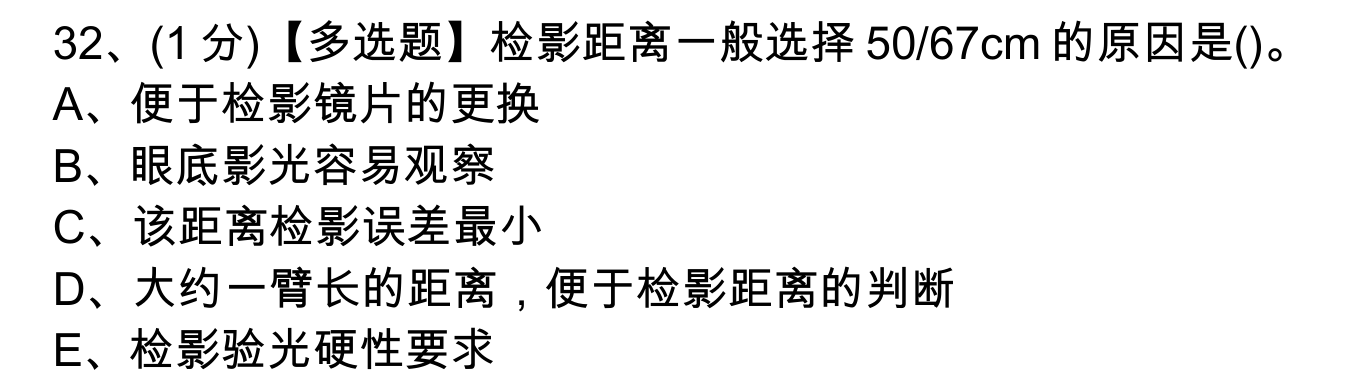 32、(1 分)【多选题】检影距离一般选择 50/67cm 的原因是()。
A、便于检影镜片的更换
B、眼底影光容易观察
C、该距离检影误差最小
D、大约一臂长的距离，便于检影距离的判断
E、检影验光硬性要求